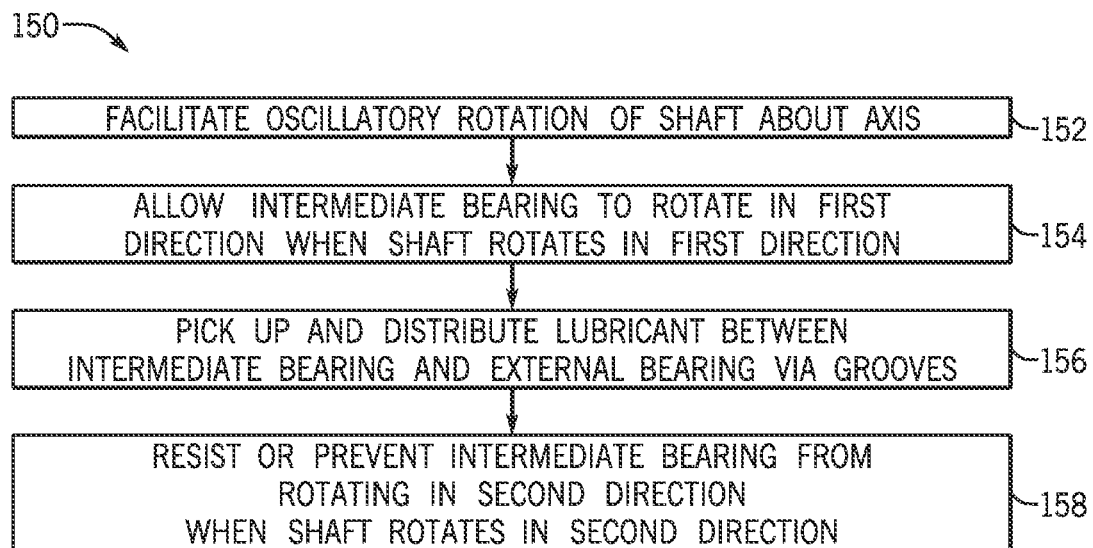 150
FACILITATE OSCILLATORY ROTATION OF SHAFT ABOUT AXIS
152
ALLOW INTERMEDIATE BEARING TO ROTATE IN FIRST
DIRECTION WHEN SHAFT ROTATES IN FIRST DIRECTION
154
PICK UP AND DISTRIBUTE LUBRICANT BETWEEN
INTERMEDIATE BEARING AND EXTERNAL BEARING VIA GROOVES
156
RESIST OR PREVENT INTERMEDIATE BEARING FROM
ROTATING IN SECOND DIRECTION
WHEN SHAFT ROTATES IN SECOND DIRECTION
158